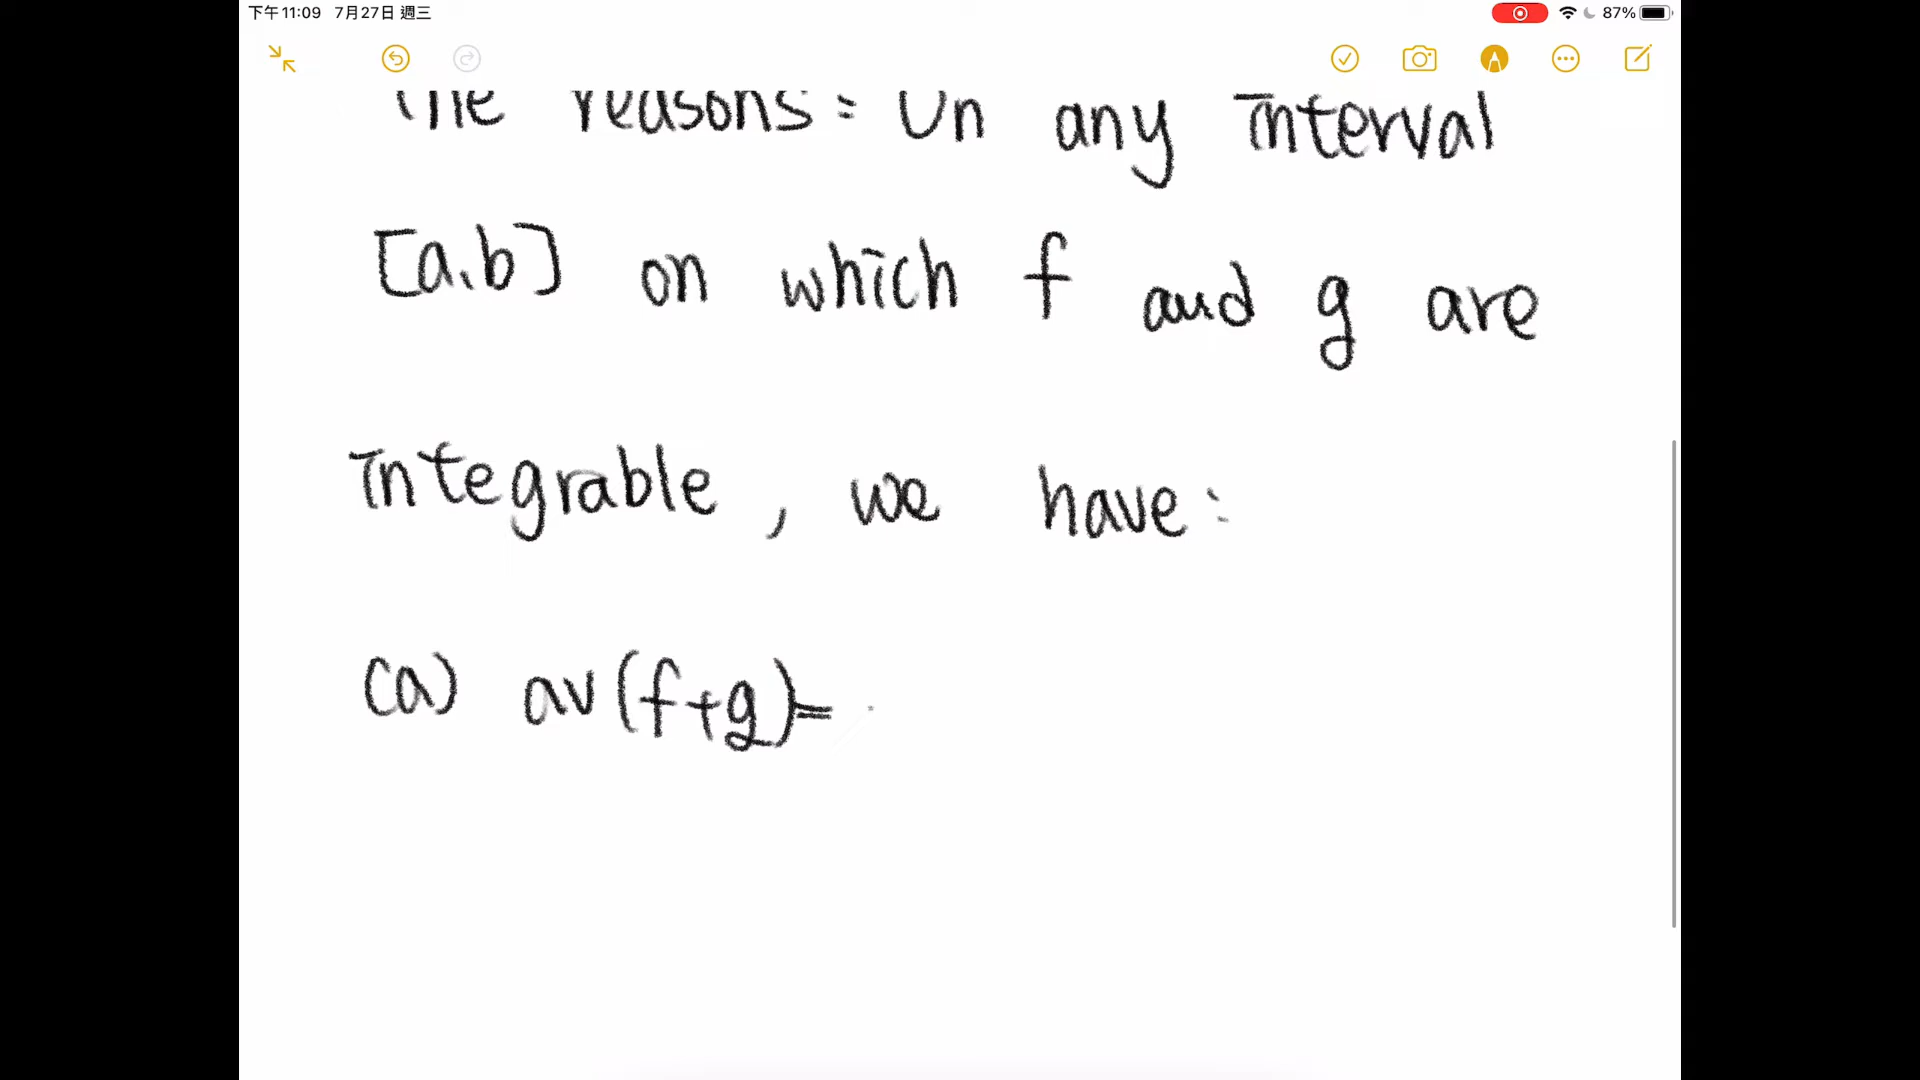 下午11:09 7月27日 週三 87%
The reasons: On any interval
[a,b] on which f and g are
integrable, we have:
(a) av(f+g)=